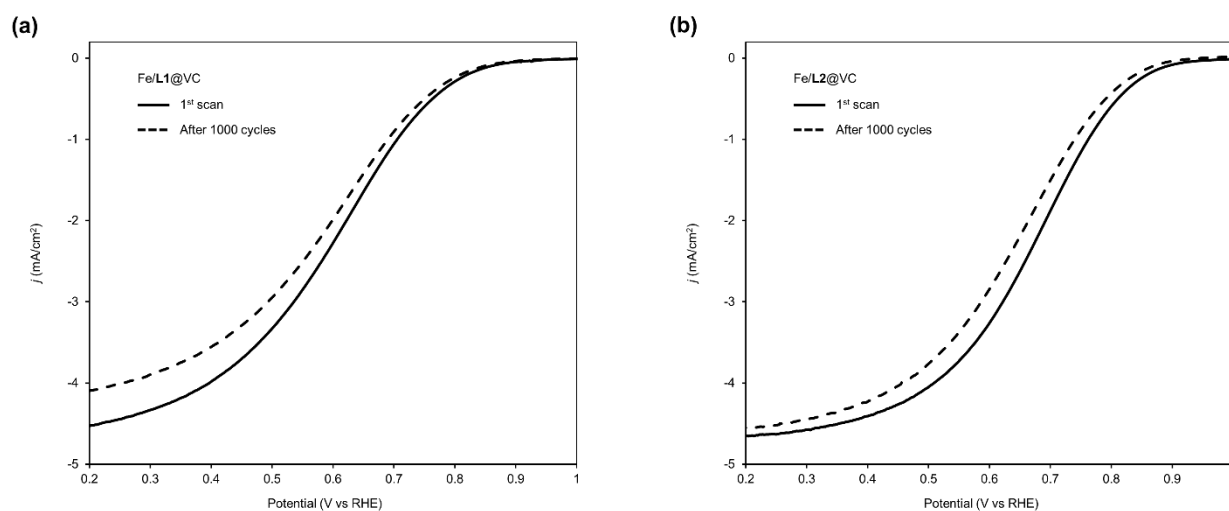 (a)
Fe/L1@VC
1st scan
After 1000 cycles
0
-1
-2
-3
-4
-5
j (mA/cm2)
0.2 0.3 0.4 0.5 0.6 0.7 0.8 0.9 1
Potential (V vs RHE)
(b)
Fe/L2@VC
1st scan
After 1000 cycles
0
-1
-2
-3
-4
-5
j (mA/cm2)
0.2 0.3 0.4 0.5 0.6 0.7 0.8 0.9
Potential (V vs RHE)